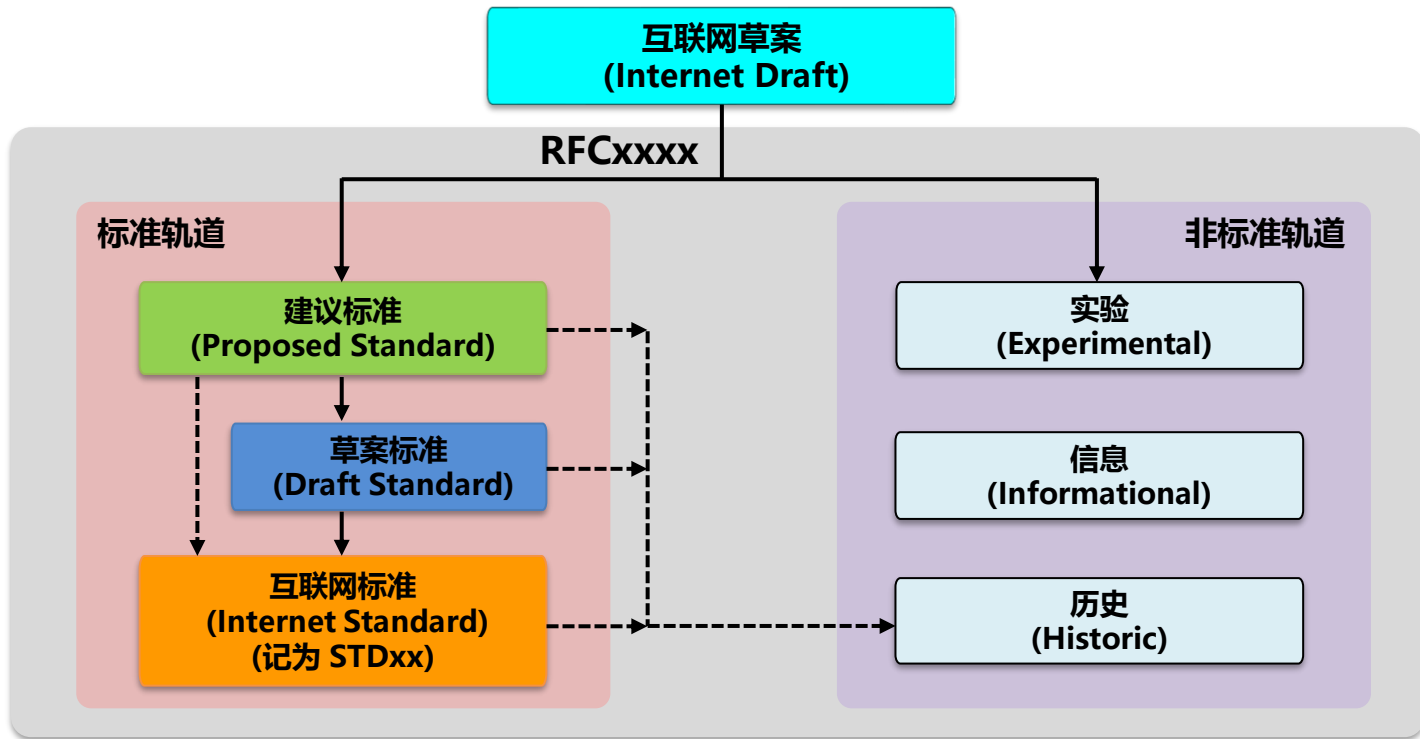 互联网草案
(Internet Draft)
RFCxxxx
标准轨道
建议标准
(Proposed Standard)
草案标准
(Draft Standard)
互联网标准
(Internet Standard)
(记为 STDxx)
非标准轨道
实验
(Experimental)
信息
(Informational)
历史
(Historic)